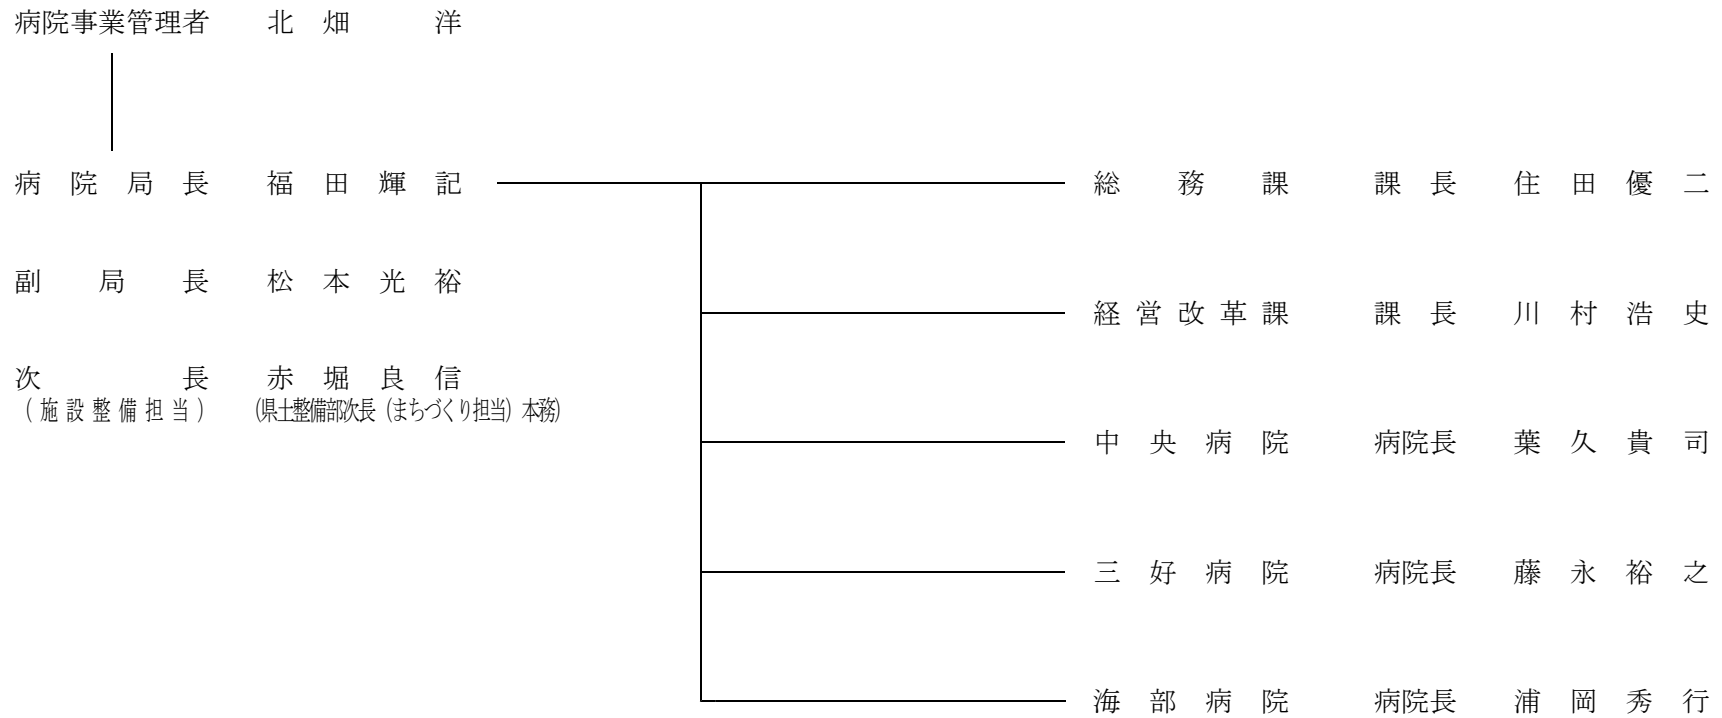 病院事業管理者 北畑 洋
病院局長 福田輝記 総務課 課長 住田優二
副局長 松本光裕
経営改革課 課長 川村浩史
次長 赤堀良信
(施設整備担当) (県土整備部次長(まちづくり担当)本務)
中央病院 病院長 葉久貴司
三好病院 病院長 藤永裕之
海部病院 病院長 浦岡秀行